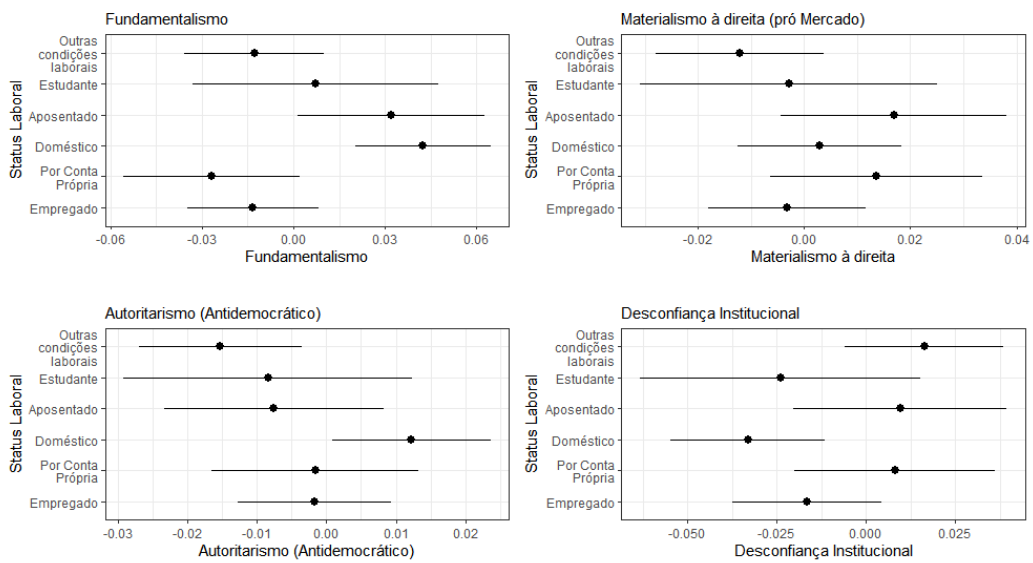 Fundamentalismo
Status Laboral
Outras
condições
laborais
Estudante
Aposentado
Doméstico
Por Conta
Própria
Empregado
-0.06 -0.03 0.00 0.03 0.06
Fundamentalismo
Materialismo à direita (pró Mercado)
Status Laboral
Outras
condições
laborais
Estudante
Aposentado
Doméstico
Por Conta
Própria
Empregado
-0.02 0.00 0.02 0.04
Materialismo à direita
Autoritarismo (Antidemocrático)
Status Laboral
Outras
condições
laborais
Estudante
Aposentado
Doméstico
Por Conta
Própria
Empregado
-0.03 -0.02 -0.01 0.00 0.01 0.02
Autoritarismo (Antidemocrático)
Desconfiança Institucional
Status Laboral
Outras
condições
laborais
Estudante
Aposentado
Doméstico
Por Conta
Própria
Empregado
-0.050 -0.025 0.000 0.025
Desconfiança Institucional